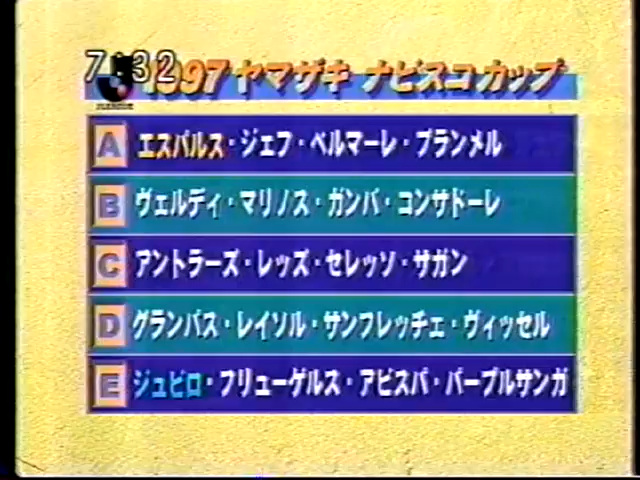 7:32
1997 ヤマザキ ナビスコカップ
A エスパルス・ジェフ・ベルマーレ・ブランメル
B ヴェルディ・マリノス・ガンバ・コンサドーレ
C アントラーズ・レッズ・セレッソ・サガン
D グランパス・レイソル・サンフレッチェ・ヴィッセル
E ジュビロ・フリューゲルス・アビスパ・パープルサンガ